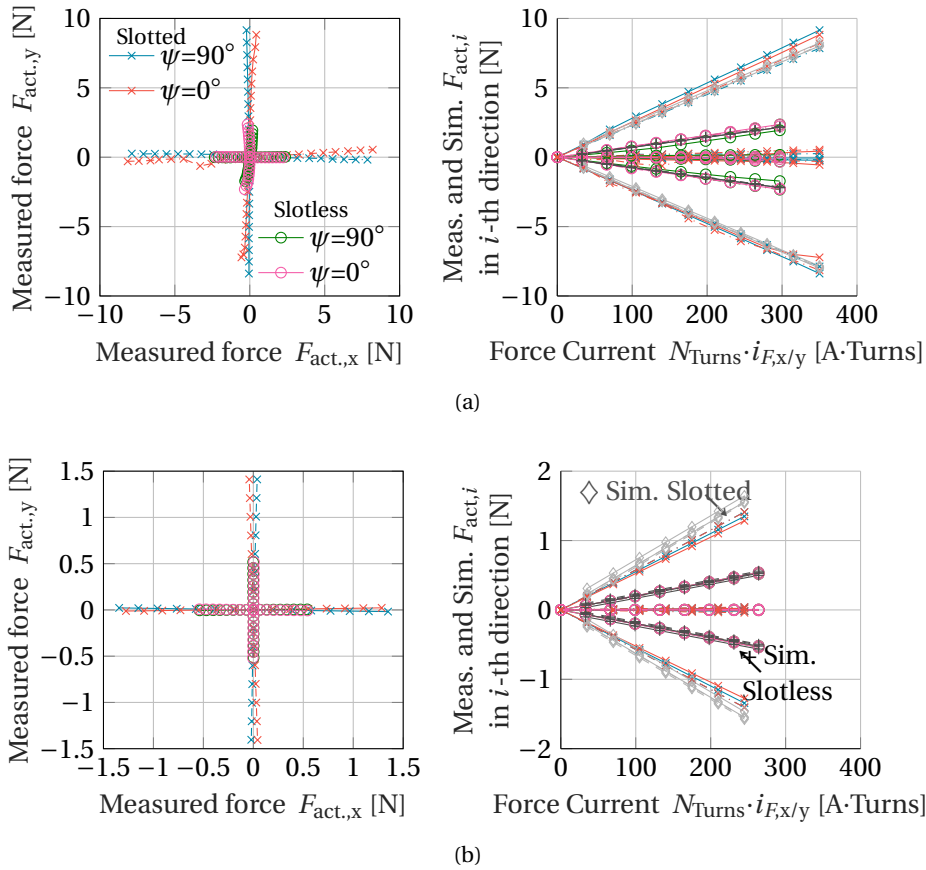 Measured force F_act.,y [N]
10
5
0
−5
−10
−10
−5
0
5
10
Slotted
ψ=90°
ψ=0°
Slotless
ψ=90°
ψ=0°
Measured force F_act.,x [N]
Meas. and Sim. F_act,i
in i-th direction [N]
10
5
0
−5
−10
0
100
200
300
400
Force Current N_Turns·i_F,x/y [A·Turns]
(a)
Measured force F_act.,y [N]
1.5
1
0.5
0
−0.5
−1
−1.5
−1.5
−1
−0.5
0
0.5
1
1.5
Measured force F_act.,x [N]
Meas. and Sim. F_act,i
in i-th direction [N]
2
1
0
−1
−2
0
100
200
300
400
Sim. Slotted
Sim.
Slotless
Force Current N_Turns·i_F,x/y [A·Turns]
(b)